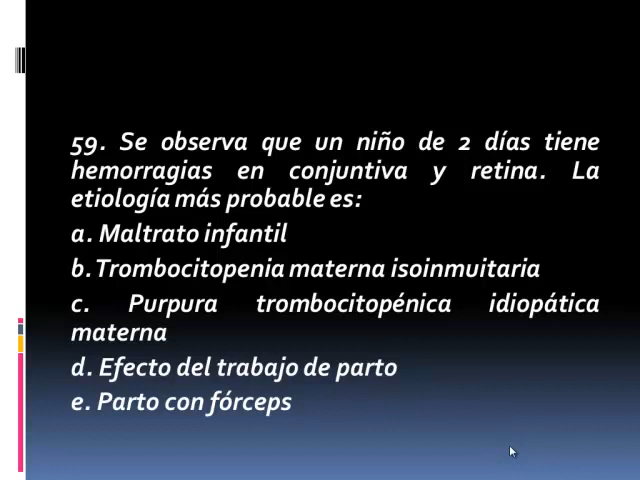 59. Se observa que un niño de 2 días tiene
hemorragias en conjuntiva y retina. La
etiología más probable es:
a. Maltrato infantil
b. Trombocitopenia materna isoinmuitaria
c. Purpura trombocitopénica idiopática
materna
d. Efecto del trabajo de parto
e. Parto con fórceps